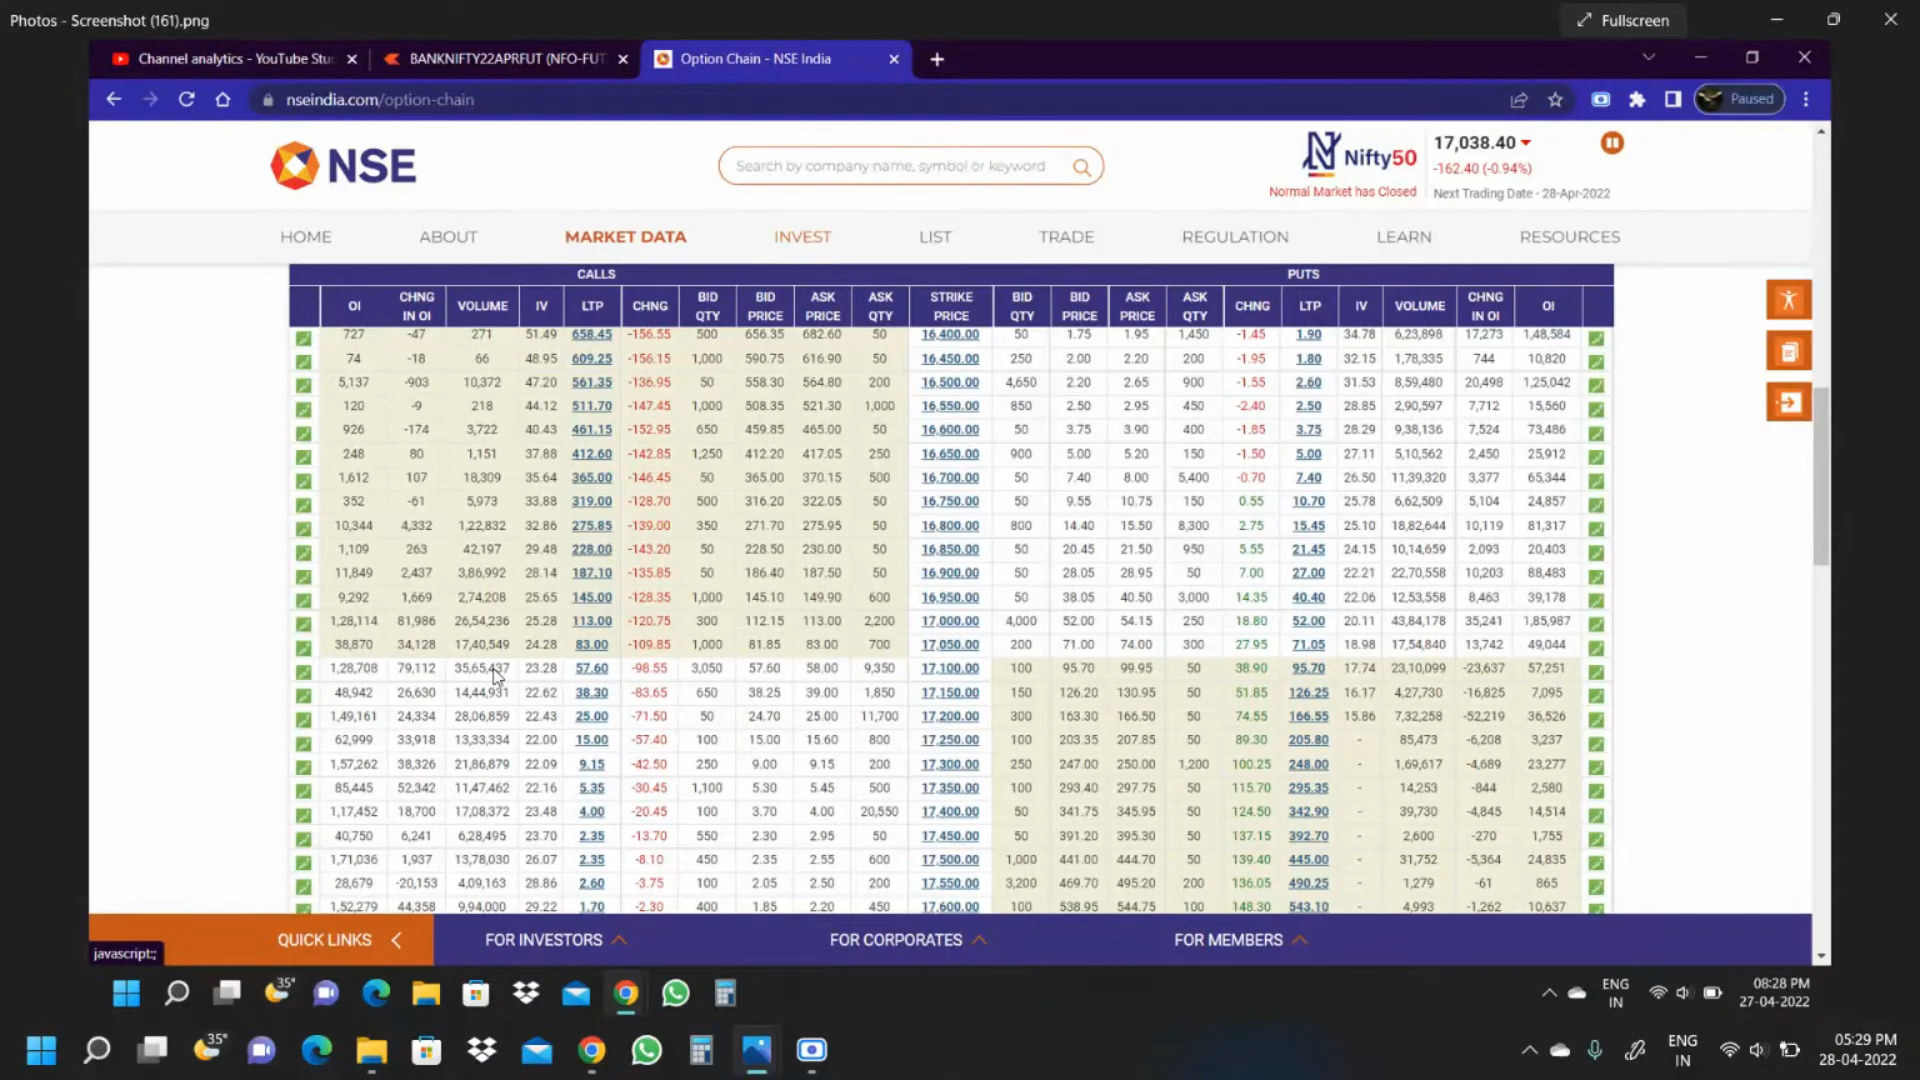 Photos - Screenshot (161).png Fullscreen
Channel analytics - YouTube Stu BANKNIFTY22APRFUT (NFO-FUT Option Chain - NSE India
nseindia.com/option-chain Paused
NSE Search by company name, symbol or keyword Nifty50 17,038.40
-162.40 (-0.94%)
Normal Market has Closed Next Trading Date - 28-Apr-2022
HOME ABOUT MARKET DATA INVEST LIST TRADE REGULATION LEARN RESOURCES
CALLS PUTS
OI CHNG IN OI VOLUME IV LTP CHNG BID QTY BID PRICE ASK PRICE ASK QTY STRIKE PRICE BID QTY BID PRICE ASK PRICE ASK QTY CHNG LTP IV VOLUME CHNG IN OI OI
727 -47 271 51.49 658.45 -156.55 500 656.35 682.60 50 16,400.00 50 1.75 1.95 1,450 -1.45 1.90 34.78 6,23,898 17,273 1,48,584
74 -18 66 48.95 609.25 -156.15 1,000 590.75 616.90 50 16,450.00 250 2.00 2.20 200 -1.95 1.80 32.15 1,78,335 744 10,820
5,137 -903 10,372 47.20 561.35 -136.95 50 558.30 564.80 200 16,500.00 4,650 2.20 2.65 900 -1.55 2.60 31.53 8,59,480 20,498 1,25,042
120 -9 218 44.12 511.70 -147.45 1,000 508.35 521.30 1,000 16,550.00 850 2.50 2.95 450 -2.40 2.50 28.85 2,90,597 7,712 15,560
926 -174 3,722 40.43 461.15 -152.95 650 459.85 465.00 50 16,600.00 50 3.75 3.90 400 -1.85 3.75 28.29 9,38,136 7,524 73,486
248 80 1,151 37.88 412.60 -142.85 1,250 412.20 417.05 250 16,650.00 900 5.00 5.20 150 -1.50 5.00 27.11 5,10,562 2,450 25,912
1,612 107 18,309 35.64 365.00 -146.45 50 365.00 370.15 500 16,700.00 50 7.40 8.00 5,400 -0.70 7.40 26.50 11,39,320 3,377 65,344
352 -61 5,973 33.88 319.00 -128.70 500 316.20 322.05 50 16,750.00 50 9.55 10.75 150 0.55 10.70 25.78 6,62,509 5,104 24,857
10,344 4,332 1,22,832 32.86 275.85 -139.00 350 271.70 275.95 50 16,800.00 800 14.40 15.50 8,300 2.75 15.45 25.10 18,82,644 10,119 81,317
1,109 263 42,197 29.48 228.00 -143.20 50 228.50 230.00 50 16,850.00 50 20.45 21.50 950 5.55 21.45 24.15 10,14,659 2,093 20,403
11,849 2,437 3,86,992 28.14 187.10 -135.85 50 186.40 187.50 50 16,900.00 50 28.05 28.95 50 7.00 27.00 22.21 22,70,558 10,203 88,483
9,292 1,669 2,74,208 25.65 145.00 -128.35 1,000 145.10 149.90 600 16,950.00 50 38.05 40.50 3,000 14.35 40.40 22.06 12,53,558 8,463 39,178
1,28,114 81,986 26,54,236 25.28 113.00 -120.75 300 112.15 113.00 2,200 17,000.00 4,000 52.00 54.15 250 18.80 52.00 20.11 43,84,178 35,241 1,85,987
38,870 34,128 17,40,549 24.28 83.00 -109.85 1,000 81.85 83.00 700 17,050.00 200 71.00 74.00 300 27.95 71.05 18.98 17,54,840 13,742 49,044
1,28,708 79,112 35,65,437 23.28 57.60 -98.55 3,050 57.60 58.00 9,350 17,100.00 100 95.70 99.95 50 38.90 95.70 17.74 23,10,099 -23,637 57,251
48,942 26,630 14,44,931 22.62 38.30 -83.65 650 38.25 39.00 1,850 17,150.00 150 126.20 130.95 50 51.85 126.25 16.17 4,27,730 -16,825 7,095
1,49,161 24,334 28,06,859 22.43 25.00 -71.50 50 24.70 25.00 11,700 17,200.00 300 163.30 166.50 50 74.55 166.55 15.86 7,32,258 -52,219 36,526
62,999 33,918 13,33,334 22.00 15.00 -57.40 100 15.00 15.60 800 17,250.00 100 203.35 207.85 50 89.30 205.80 - 85,473 -6,208 3,237
1,57,262 38,326 21,86,879 22.09 9.15 -42.50 250 9.00 9.15 200 17,300.00 250 247.00 250.00 1,200 100.25 248.00 - 1,69,617 -4,689 23,277
85,445 52,342 11,47,462 22.16 5.35 -30.45 1,100 5.30 5.45 500 17,350.00 100 293.40 297.75 50 115.70 295.35 - 14,253 -844 2,580
1,17,452 18,700 17,08,372 23.48 4.00 -20.45 100 3.70 4.00 20,550 17,400.00 50 341.75 345.95 50 124.50 342.90 - 39,730 -4,845 14,514
40,750 6,241 6,28,495 23.70 2.35 -13.70 550 2.30 2.95 50 17,450.00 50 391.20 395.30 50 137.15 392.70 - 2,600 -270 1,755
1,71,036 1,937 13,78,030 26.07 2.35 -8.10 450 2.35 2.55 600 17,500.00 1,000 441.00 444.70 50 139.40 445.00 - 31,752 -5,364 24,835
28,679 -20,153 4,09,163 28.86 2.60 -3.75 100 2.05 2.50 200 17,550.00 3,200 469.70 495.20 200 136.05 490.25 - 1,279 -61 865
1,52,279 44,358 9,94,000 29.22 1.70 -2.30 400 1.85 2.20 450 17,600.00 100 538.95 544.75 100 148.30 543.10 - 4,993 -1,262 10,637
QUICK LINKS FOR INVESTORS FOR CORPORATES FOR MEMBERS
javascript:;
35° ENG IN 08:28 PM 27-04-2022
35° ENG IN 05:29 PM 28-04-2022